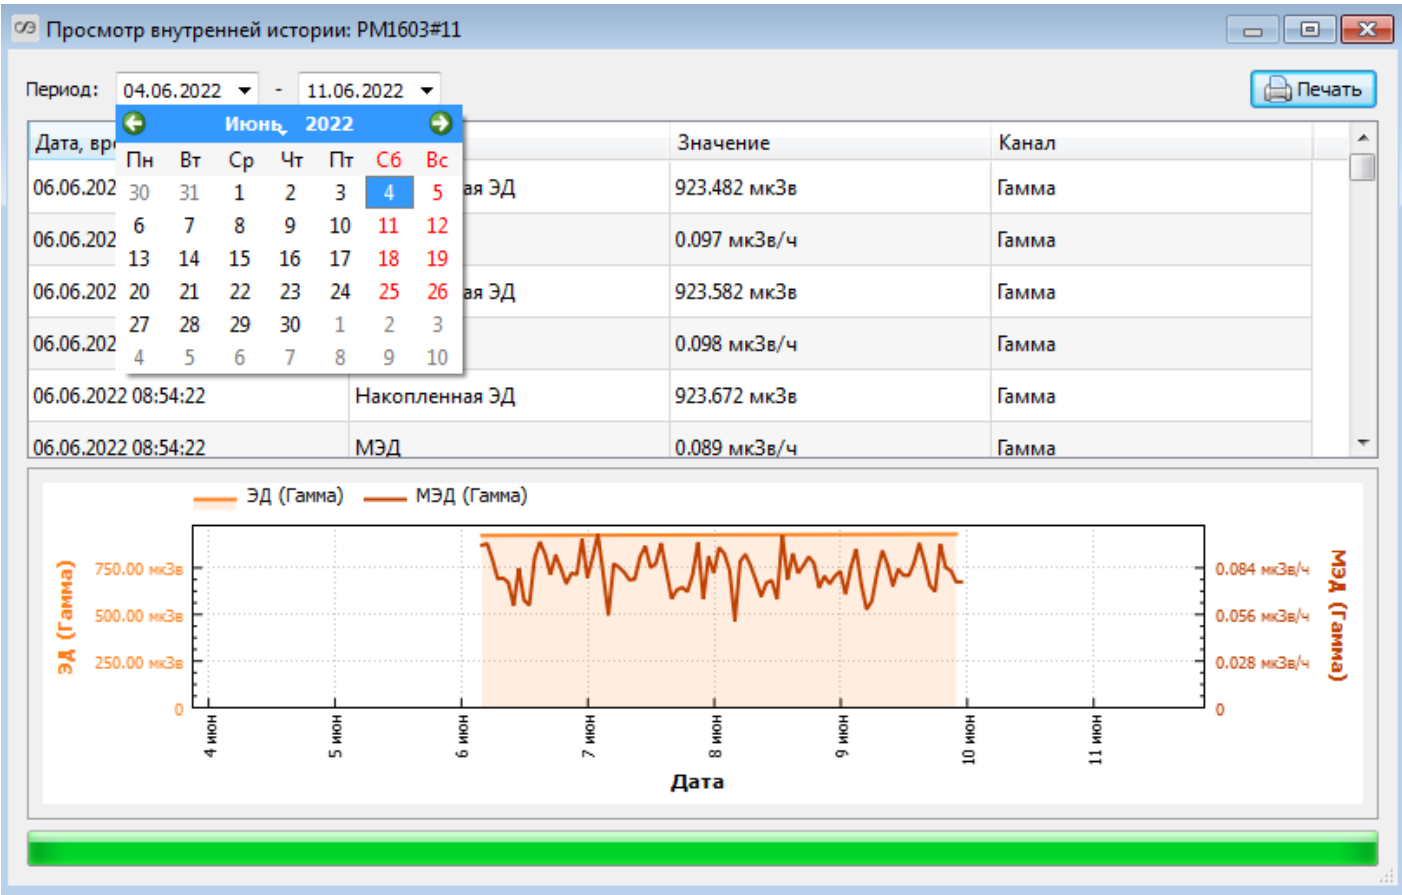 Просмотр внутренней истории: PM1603#11
Период: 04.06.2022 - 11.06.2022 Печать
Июнь, 2022
Пн Вт Ср Чт Пт Сб Вс
30 31 1 2 3 4 5
6 7 8 9 10 11 12
13 14 15 16 17 18 19
20 21 22 23 24 25 26
27 28 29 30 1 2 3
4 5 6 7 8 9 10
Дата, вр Значение Канал
06.06.202 ая ЭД 923.482 мкЗв Гамма
06.06.202 0.097 мкЗв/ч Гамма
06.06.202 ая ЭД 923.582 мкЗв Гамма
06.06.202 0.098 мкЗв/ч Гамма
06.06.2022 08:54:22 Накопленная ЭД 923.672 мкЗв Гамма
06.06.2022 08:54:22 МЭД 0.089 мкЗв/ч Гамма
ЭД (Гамма) МЭД (Гамма)
ЭД (Гамма)
750.00 мкЗв
500.00 мкЗв
250.00 мкЗв
0
0.084 мкЗв/ч
0.056 мкЗв/ч
0.028 мкЗв/ч
0
МЭД (Гамма)
4 июн 5 июн 6 июн 7 июн 8 июн 9 июн 10 июн 11 июн
Дата